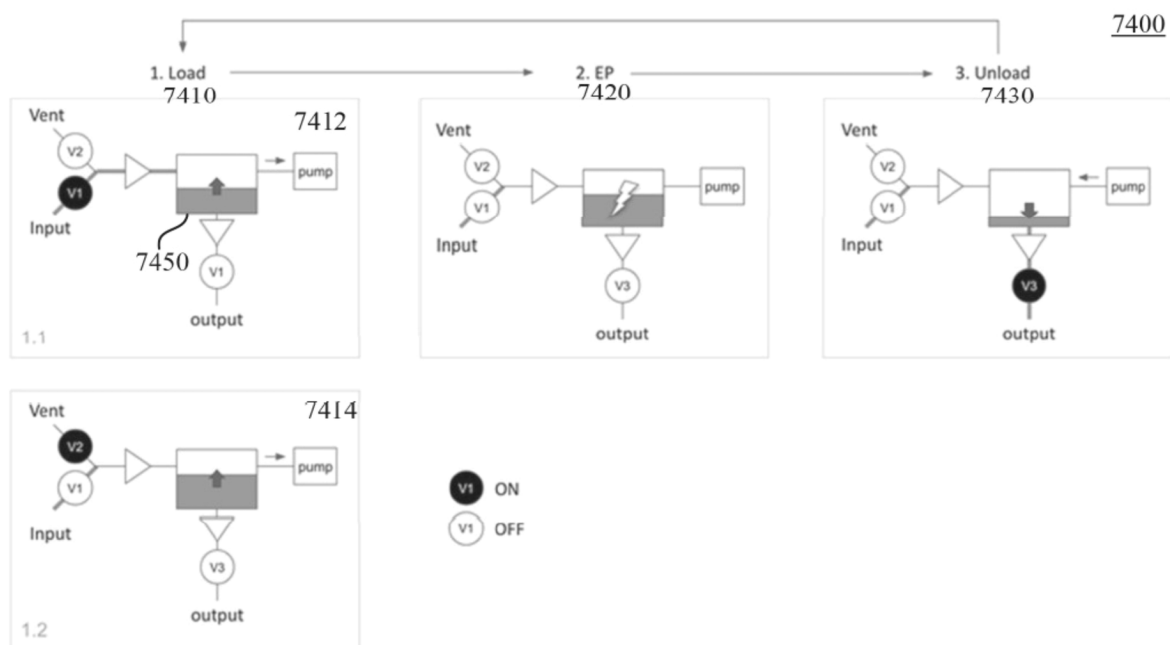 7400
1. Load
2. EP
3. Unload
7410
7420
7430
Vent
7412
V2
V1
pump
Input
7450
V1
output
1.1
Vent
V2
V1
pump
Input
V3
output
Vent
V2
V1
pump
Input
V3
output
Vent
7414
V2
V1
pump
Input
V3
output
1.2
V1 ON
V1 OFF